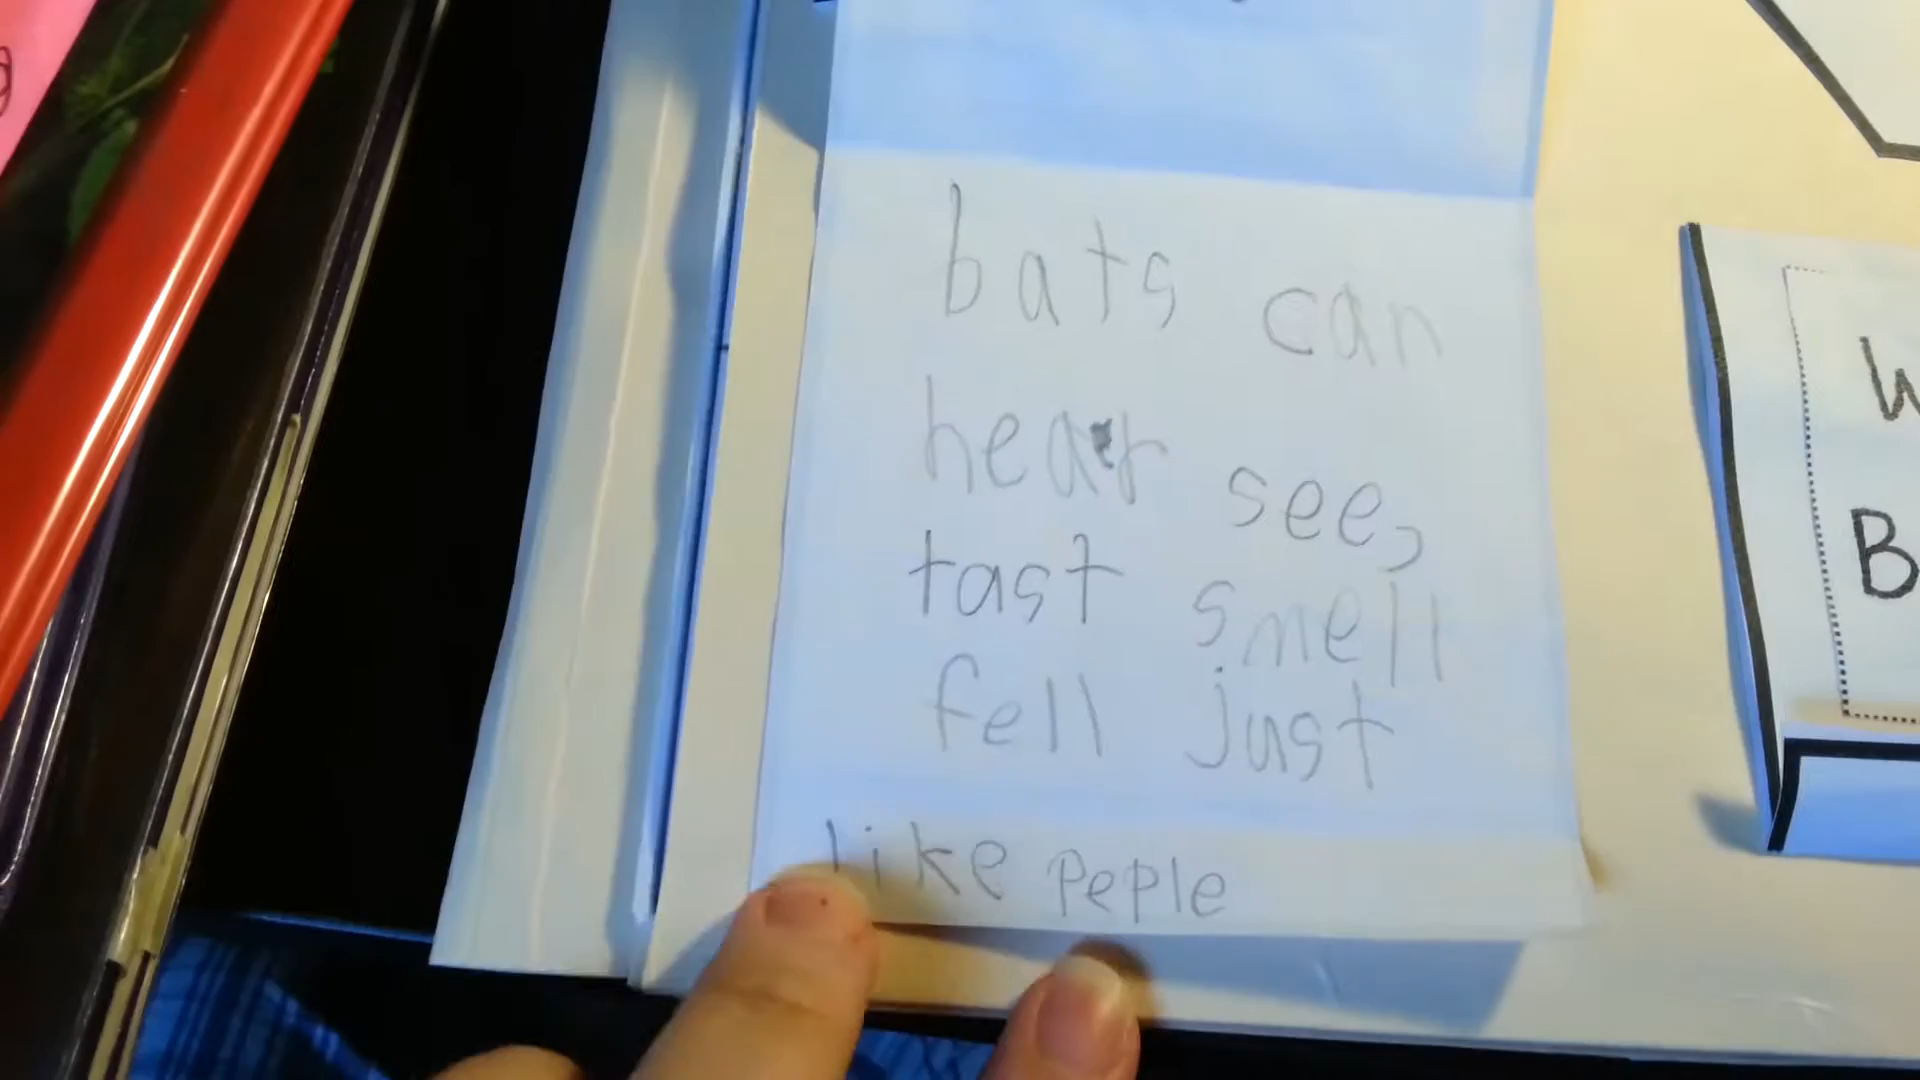 bats can
hear see,
tast smell
fell just
like peple
W
B
g